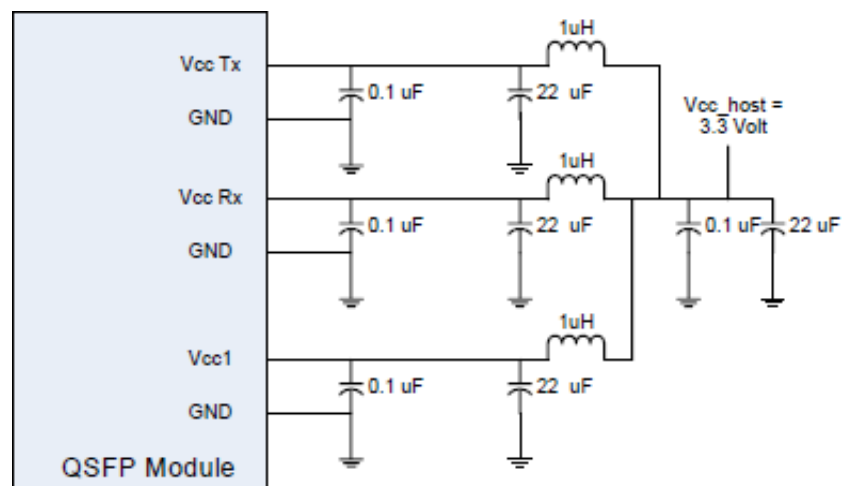 1uH
Vcc Tx
0.1 uF
22 uF
Vcc_host =
3.3 Volt
GND
1uH
Vcc Rx
0.1 uF
22 uF
0.1 uF
22 uF
GND
1uH
Vcc1
0.1 uF
22 uF
GND
QSFP Module